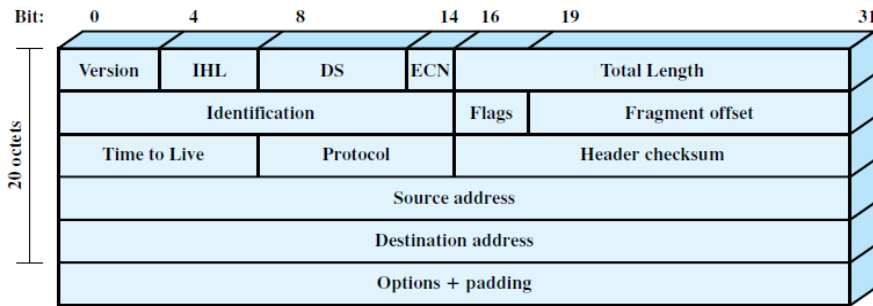 Bit: 0 4 8 14 16 19 31
Version IHL DS ECN Total Length
Identification Flags Fragment offset
Time to Live Protocol Header checksum
Source address
Destination address
Options + padding
20 octets